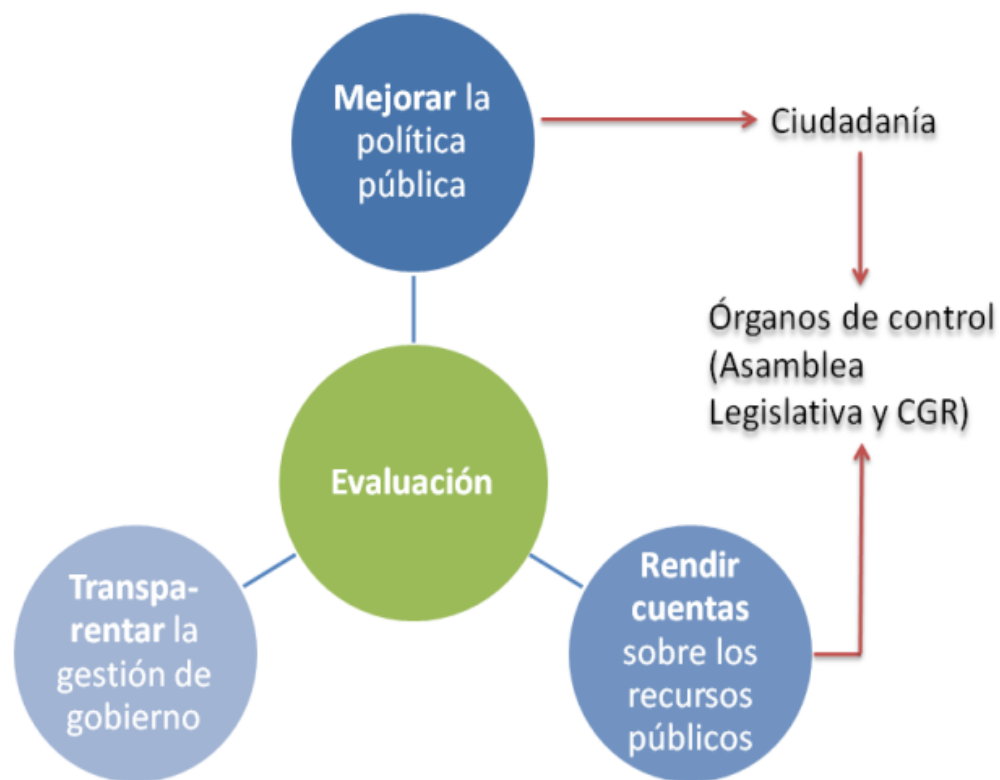 Mejorar la
política
pública
Ciudadanía
Órganos de control
(Asamblea
Legislativa y CGR)
Evaluación
Transpa-
rentar la
gestión de
gobierno
Rendir
cuentas
sobre los
recursos
públicos